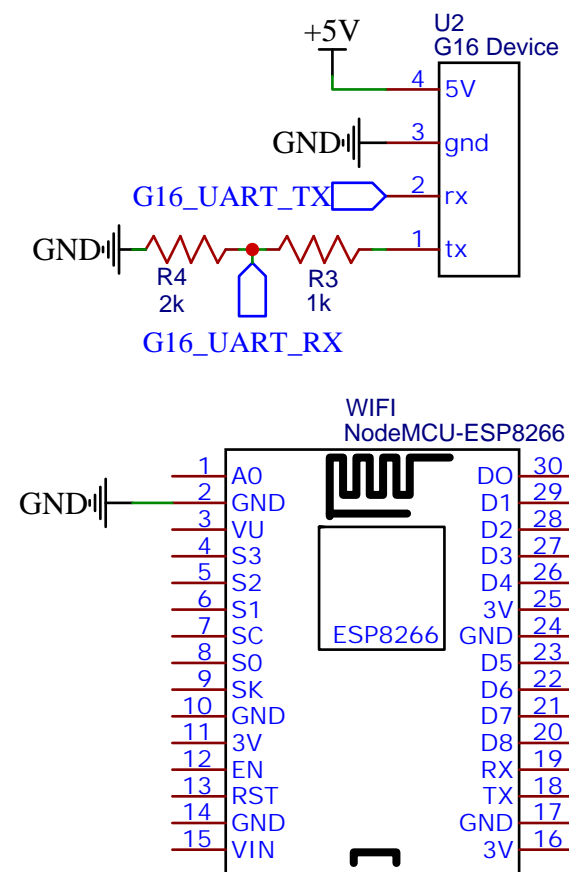 +5V
U2
G16 Device
4 5V
GND 3 gnd
G16_UART_TX 2 rx
GND 1 tx
R4 R3
2k 1k
G16_UART_RX
WIFI
NodeMCU-ESP8266
1 A0 DO 30
GND 2 GND D1 29
3 VU D2 28
4 S3 D3 27
5 S2 D4 26
6 S1 3V 25
7 SC ESP8266 GND 24
8 S0 D5 23
9 SK D6 22
10 GND D7 21
11 3V D8 20
12 EN RX 19
13 RST TX 18
14 GND GND 17
15 VIN 3V 16